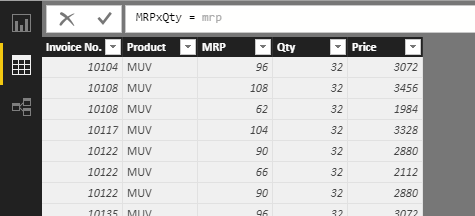 MRPxQty = mrp
Invoice No. Product MRP Qty Price
10104 MUV 96 32 3072
10108 MUV 108 32 3456
10108 MUV 62 32 1984
10117 MUV 104 32 3328
10122 MUV 90 32 2880
10122 MUV 66 32 2112
10122 MUV 90 32 2880
10135 MUV 96 32 3072